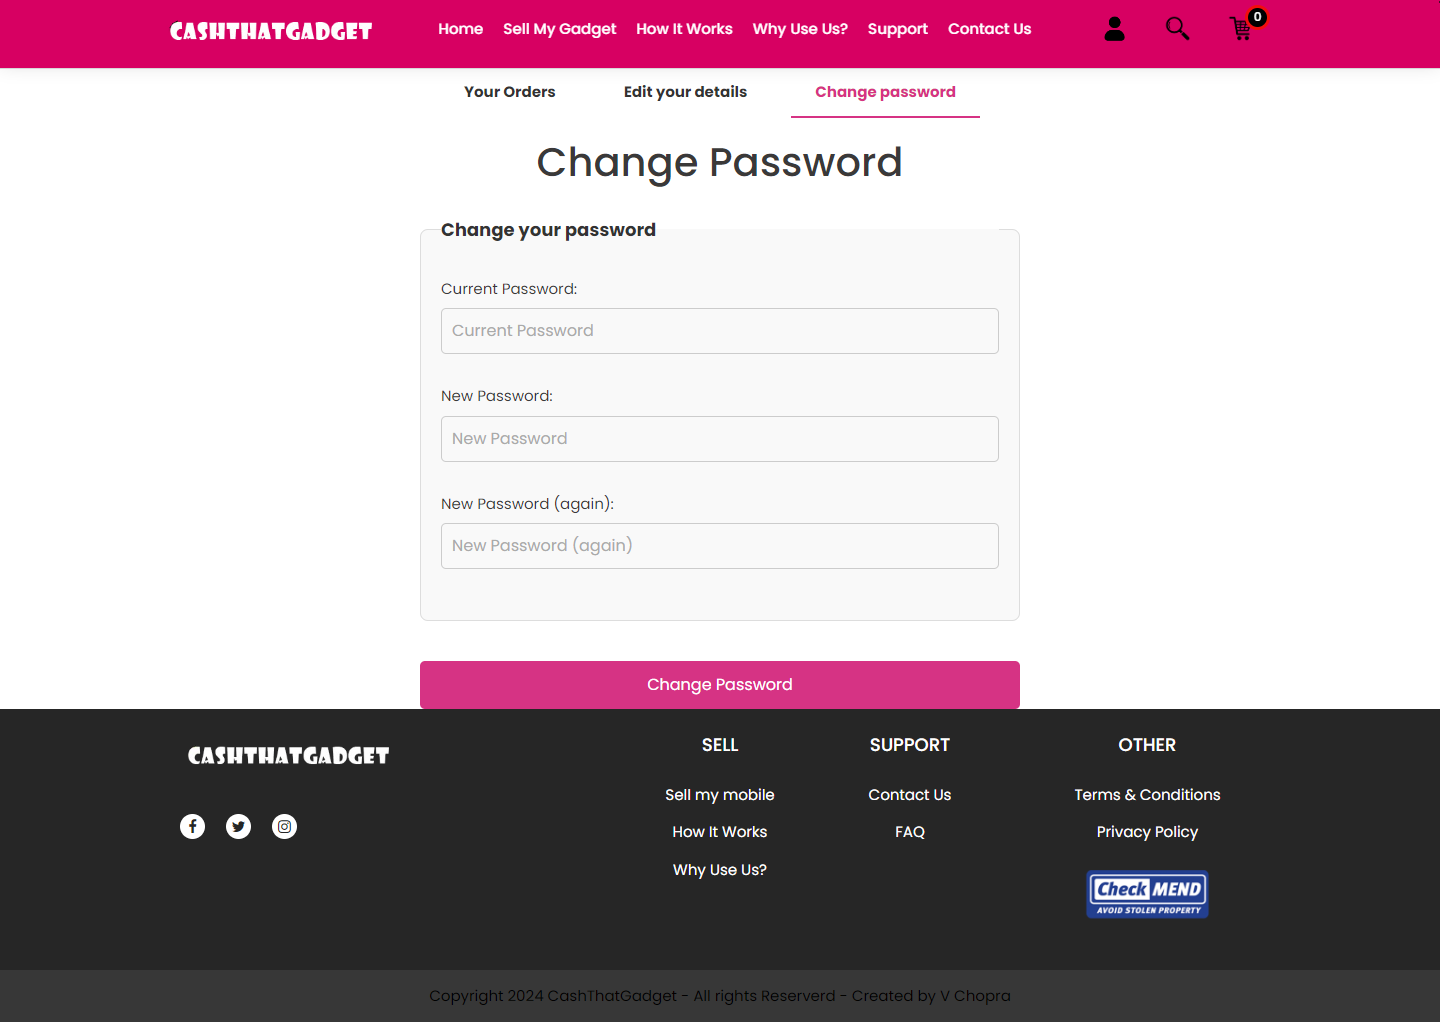 CASHTHATGADGET
Home Sell My Gadget How It Works Why Use Us? Support Contact Us
0
Your Orders Edit your details Change password
Change Password
Change your password
Current Password:
Current Password
New Password:
New Password
New Password (again):
New Password (again)
Change Password
CASHTHATGADGET
SELL SUPPORT OTHER
Sell my mobile Contact Us Terms & Conditions
How It Works FAQ Privacy Policy
Why Use Us?
Check MEND
AVOID STOLEN PROPERTY
Copyright 2024 CashThatGadget - All rights Reserverd - Created by V Chopra